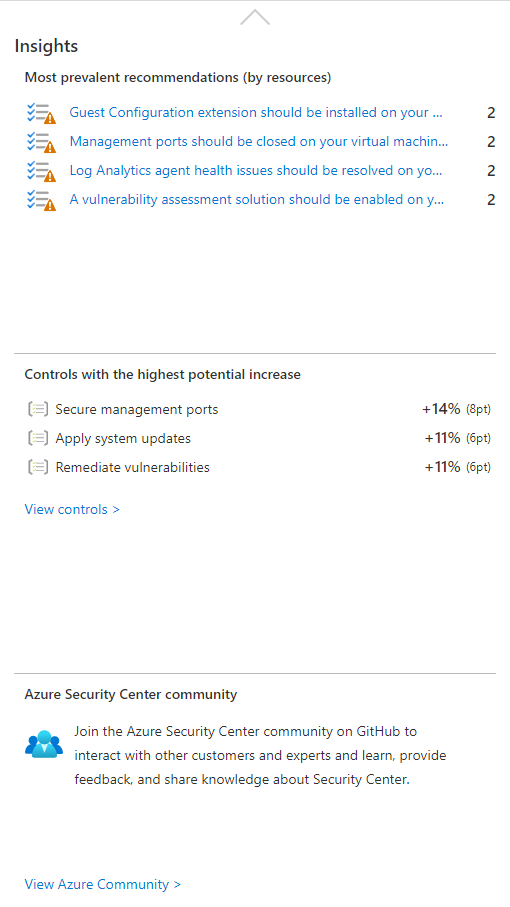 Insights
Most prevalent recommendations (by resources)
Guest Configuration extension should be installed on your ... 2
Management ports should be closed on your virtual machin... 2
Log Analytics agent health issues should be resolved on yo... 2
A vulnerability assessment solution should be enabled on y... 2
Controls with the highest potential increase
Secure management ports +14% (8pt)
Apply system updates +11% (6pt)
Remediate vulnerabilities +11% (6pt)
View controls >
Azure Security Center community
Join the Azure Security Center community on GitHub to
interact with other customers and experts and learn, provide
feedback, and share knowledge about Security Center.
View Azure Community >